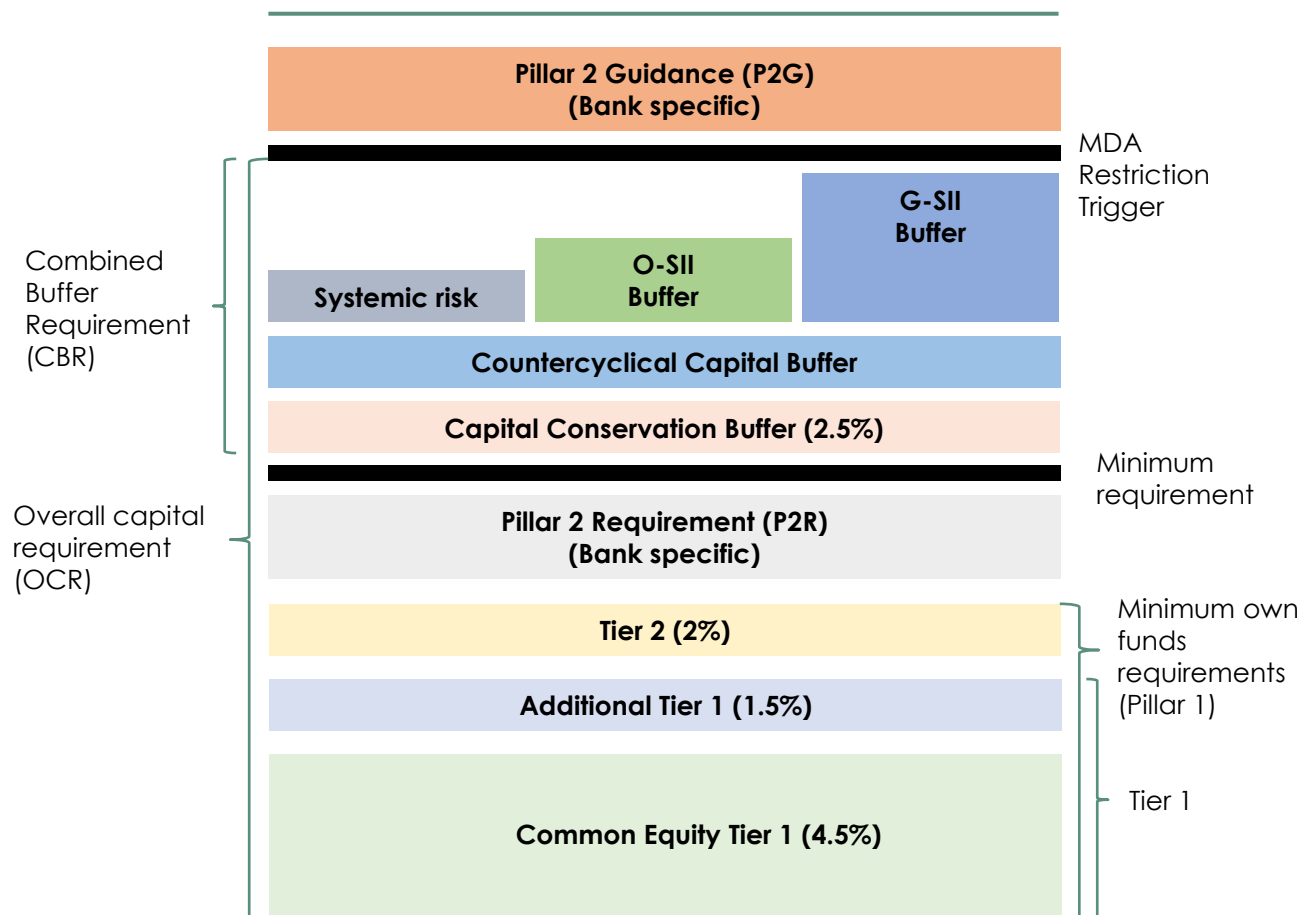 Pillar 2 Guidance (P2G)
(Bank specific)
MDA
Restriction
Trigger
G-SII
Buffer
O-SII
Buffer
Systemic risk
Combined
Buffer
Requirement
(CBR)
Countercyclical Capital Buffer
Capital Conservation Buffer (2.5%)
Minimum
requirement
Overall capital
requirement
(OCR)
Pillar 2 Requirement (P2R)
(Bank specific)
Tier 2 (2%)
Minimum own
funds
requirements
(Pillar 1)
Additional Tier 1 (1.5%)
Tier 1
Common Equity Tier 1 (4.5%)